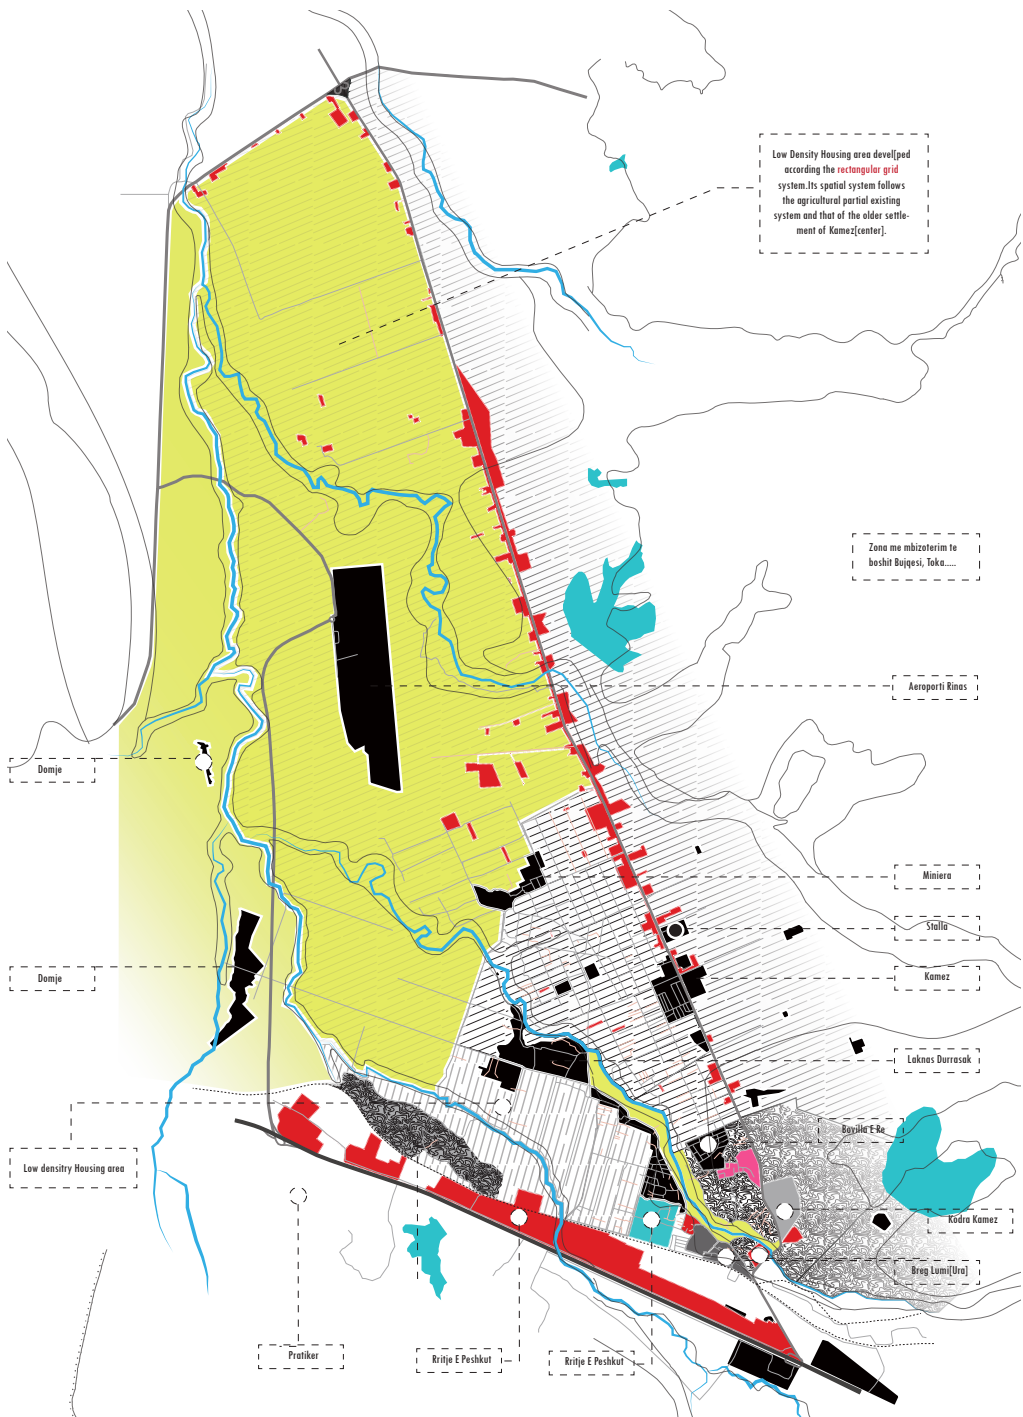 Low Density Housing area devel[ped
according the rectangular grid
system.Its spatial system follows
the agricultural partial existing
system and that of the older settle-
ment of Kamez[center].
Zona me mbizoterim te
boshit Bujqesi, Toka.....
Aeroporti Rinas
Domje
Miniera
Stalla
Kamez
Domje
Laknas Durrasak
Bovilla E Re
Low densitry Housing area
Kodra Kamez
Breg Lumi[Ura]
Pratiker
Rritje E Peshkut
Rritje E Peshkut